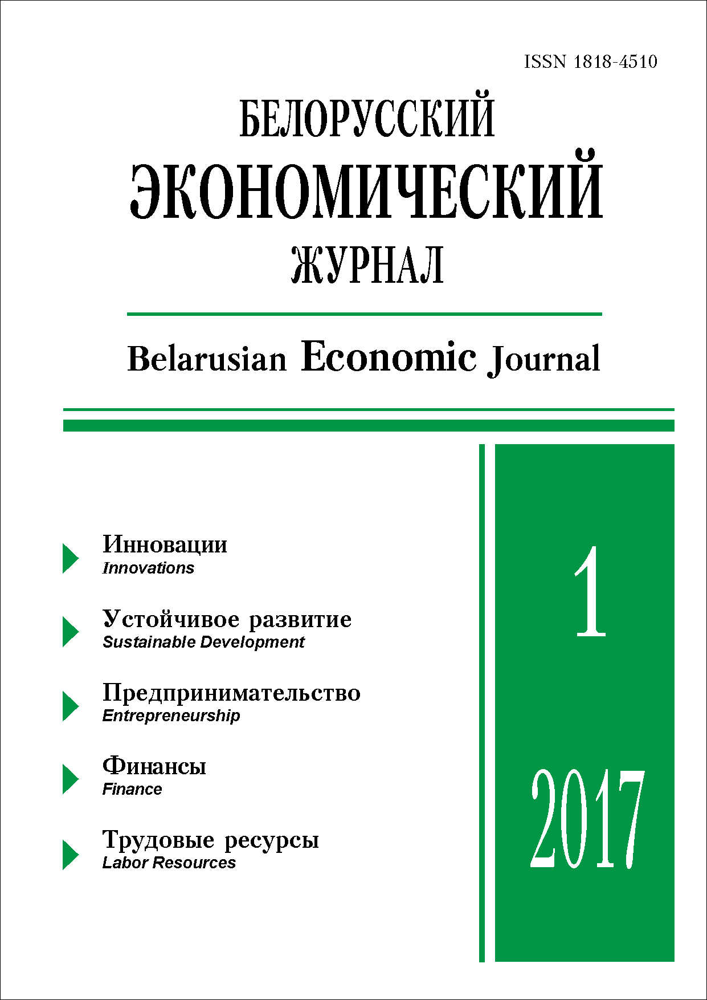 ISSN 1818-4510
БЕЛОРУССКИЙ
ЭКОНОМИЧЕСКИЙ
ЖУРНАЛ
Belarusian Economic Journal
Инновации
Innovations
Устойчивое развитие
Sustainable Development
Предпринимательство
Entrepreneurship
Финансы
Finance
Трудовые ресурсы
Labor Resources
1
2017